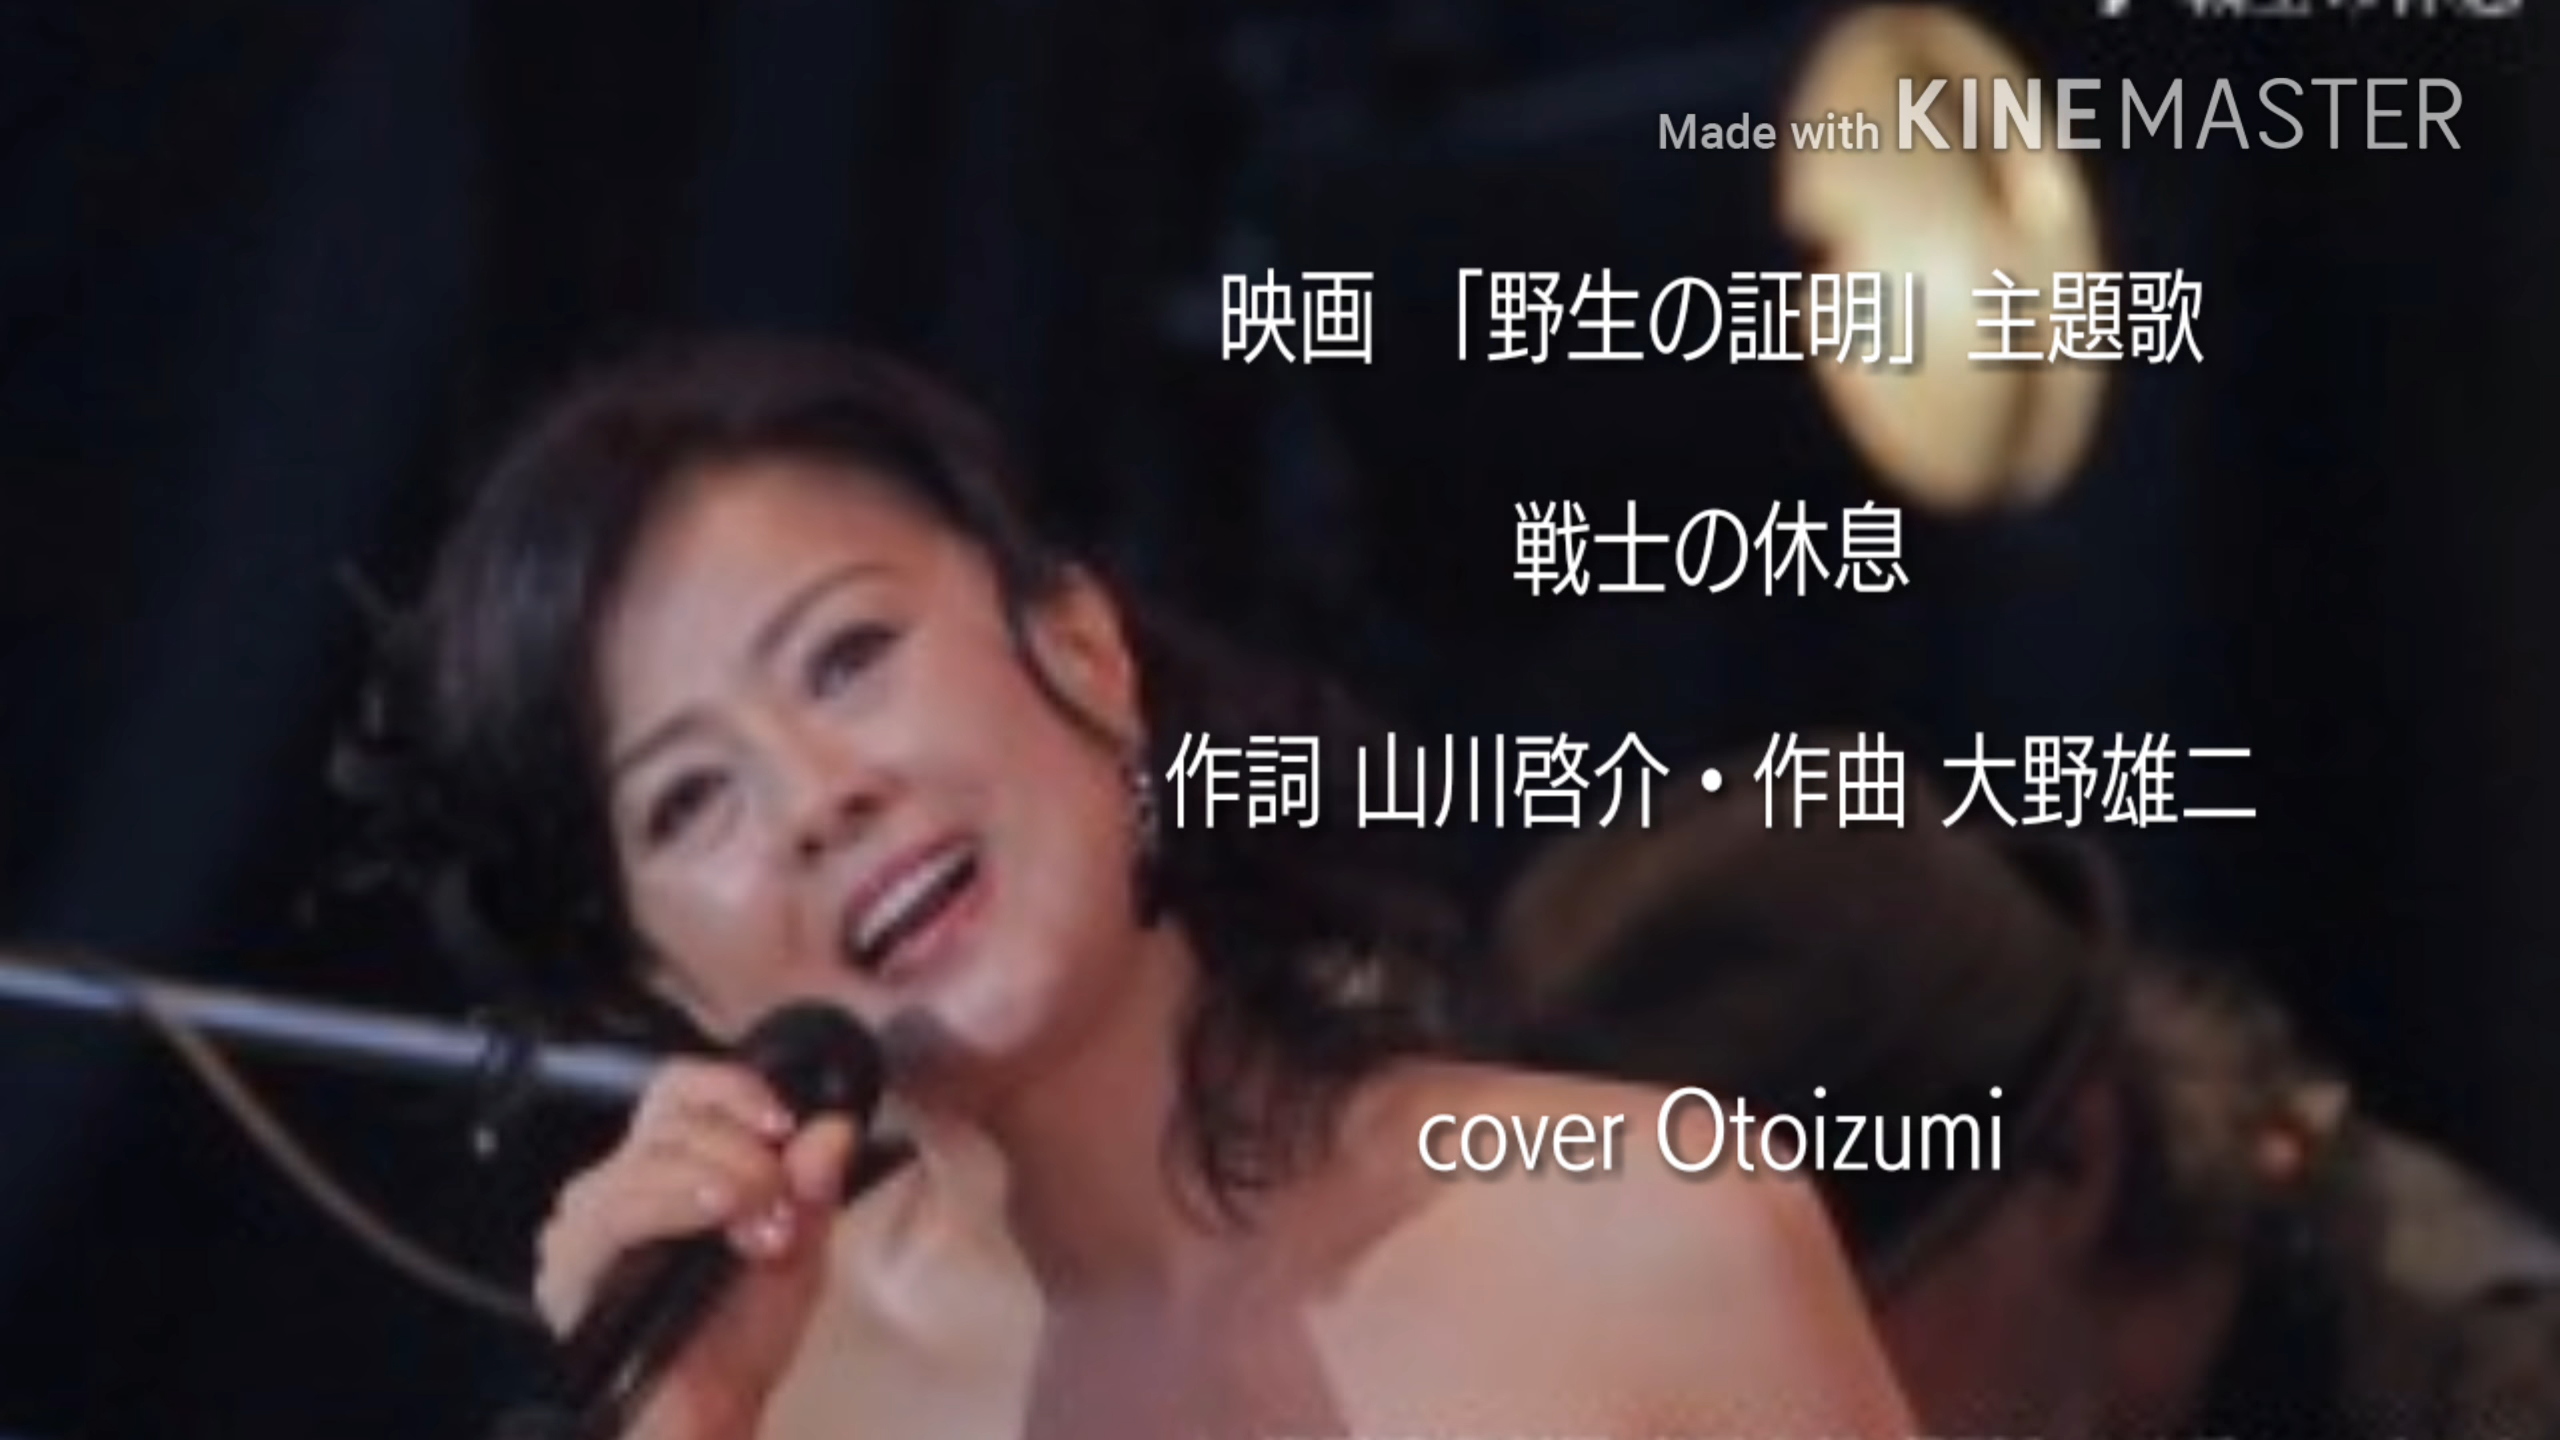 Made with KINEMASTER
映画 「野生の証明」 主題歌
戦士の休息
作詞 山川啓介・作曲 大野雄二
cover Otoizumi